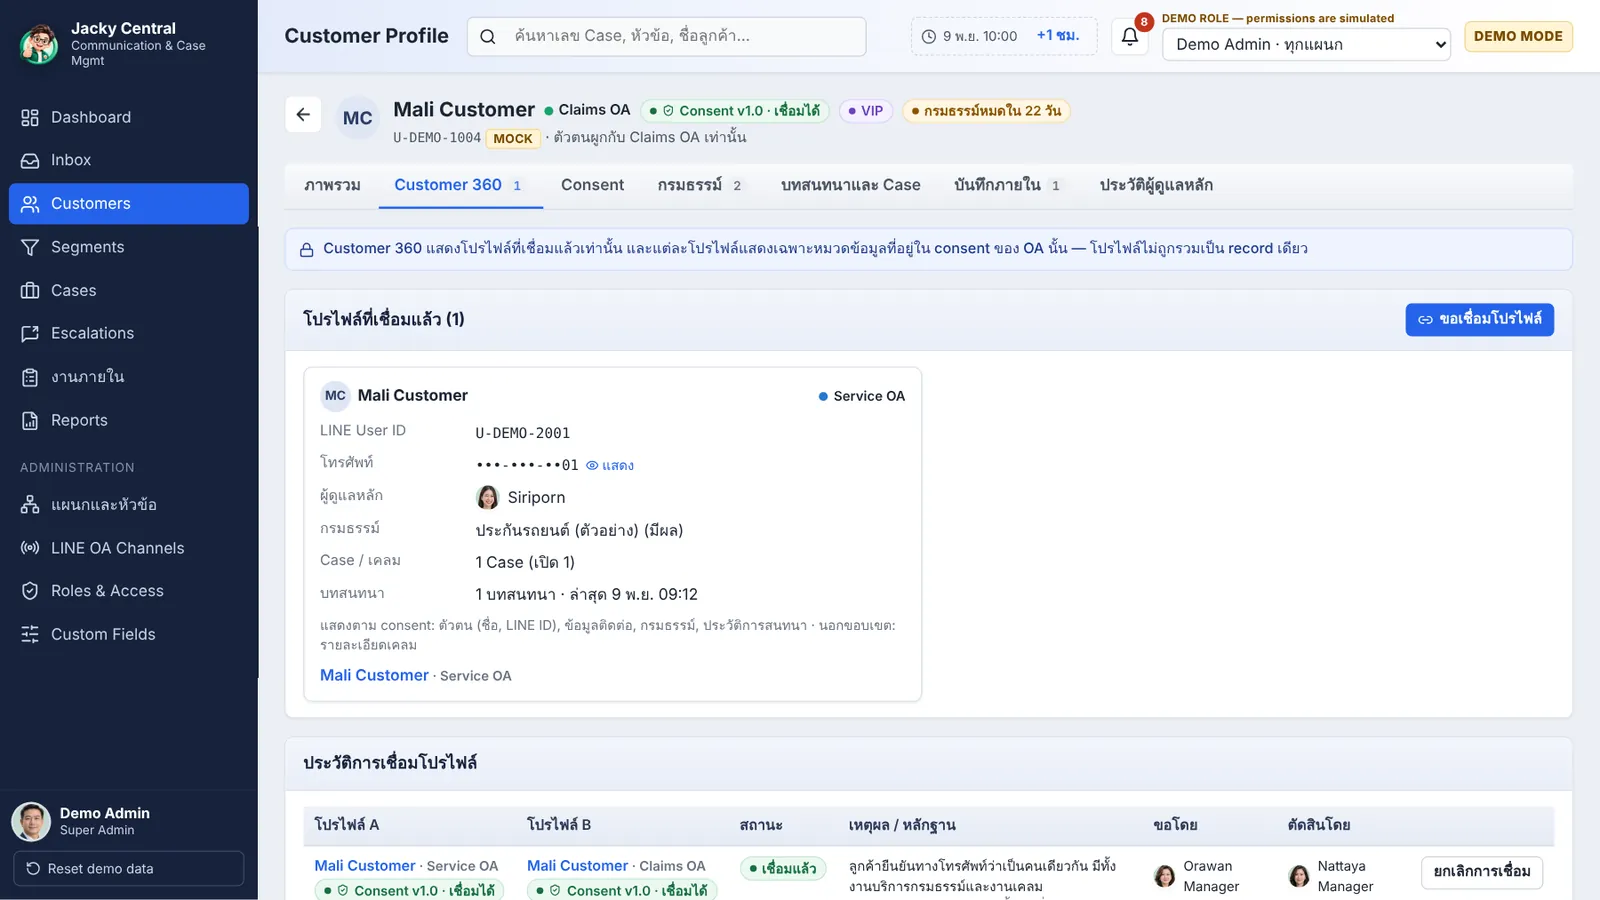 Jacky Central
Communication & Case
Mgmt
Dashboard
Inbox
Customers
Segments
Cases
Escalations
งานภายใน
Reports
ADMINISTRATION
แผนกและหัวข้อ
LINE OA Channels
Roles & Access
Custom Fields
Demo Admin
Super Admin
Reset demo data
Customer Profile
ค้นหาเลข Case, หัวข้อ, ชื่อลูกค้า...
9 พ.ย. 10:00 +1 ชม.
8
DEMO ROLE — permissions are simulated
Demo Admin · ทุกแผนก
DEMO MODE
MC
Mali Customer Claims OA Consent v1.0 · เชื่อมได้ VIP กรมธรรม์หมดใน 22 วัน
U-DEMO-1004 MOCK · ตัวตนผูกกับ Claims OA เท่านั้น
ภาพรวม Customer 360 1 Consent กรมธรรม์ 2 บทสนทนาและ Case บันทึกภายใน 1 ประวัติผู้ดูแลหลัก
Customer 360 แสดงโปรไฟล์ที่เชื่อมแล้วเท่านั้น และแต่ละโปรไฟล์แสดงเฉพาะหมวดข้อมูลที่อยู่ใน consent ของ OA นั้น — โปรไฟล์ไม่ถูกรวมเป็น record เดียว
โปรไฟล์ที่เชื่อมแล้ว (1)
ขอเชื่อมโปรไฟล์
MC Mali Customer Service OA
LINE User ID U-DEMO-2001
โทรศัพท์ •••-•••-••01 แสดง
ผู้ดูแลหลัก Siriporn
กรมธรรม์ ประกันรถยนต์ (ตัวอย่าง) (มีผล)
Case / เคลม 1 Case (เปิด 1)
บทสนทนา 1 บทสนทนา · ล่าสุด 9 พ.ย. 09:12
แสดงตาม consent: ตัวตน (ชื่อ, LINE ID), ข้อมูลติดต่อ, กรมธรรม์, ประวัติการสนทนา · นอกขอบเขต:
รายละเอียดเคลม
Mali Customer · Service OA
ประวัติการเชื่อมโปรไฟล์
โปรไฟล์ A โปรไฟล์ B สถานะ เหตุผล / หลักฐาน ขอโดย ตัดสินโดย
Mali Customer · Service OA Mali Customer · Claims OA เชื่อมแล้ว ลูกค้ายืนยันทางโทรศัพท์ว่าเป็นคนเดียวกัน มีทั้ง Orawan Nattaya ยกเลิกการเชื่อม
Consent v1.0 · เชื่อมได้ Consent v1.0 · เชื่อมได้ งานบริการกรมธรรม์และงานเคลม Manager Manager